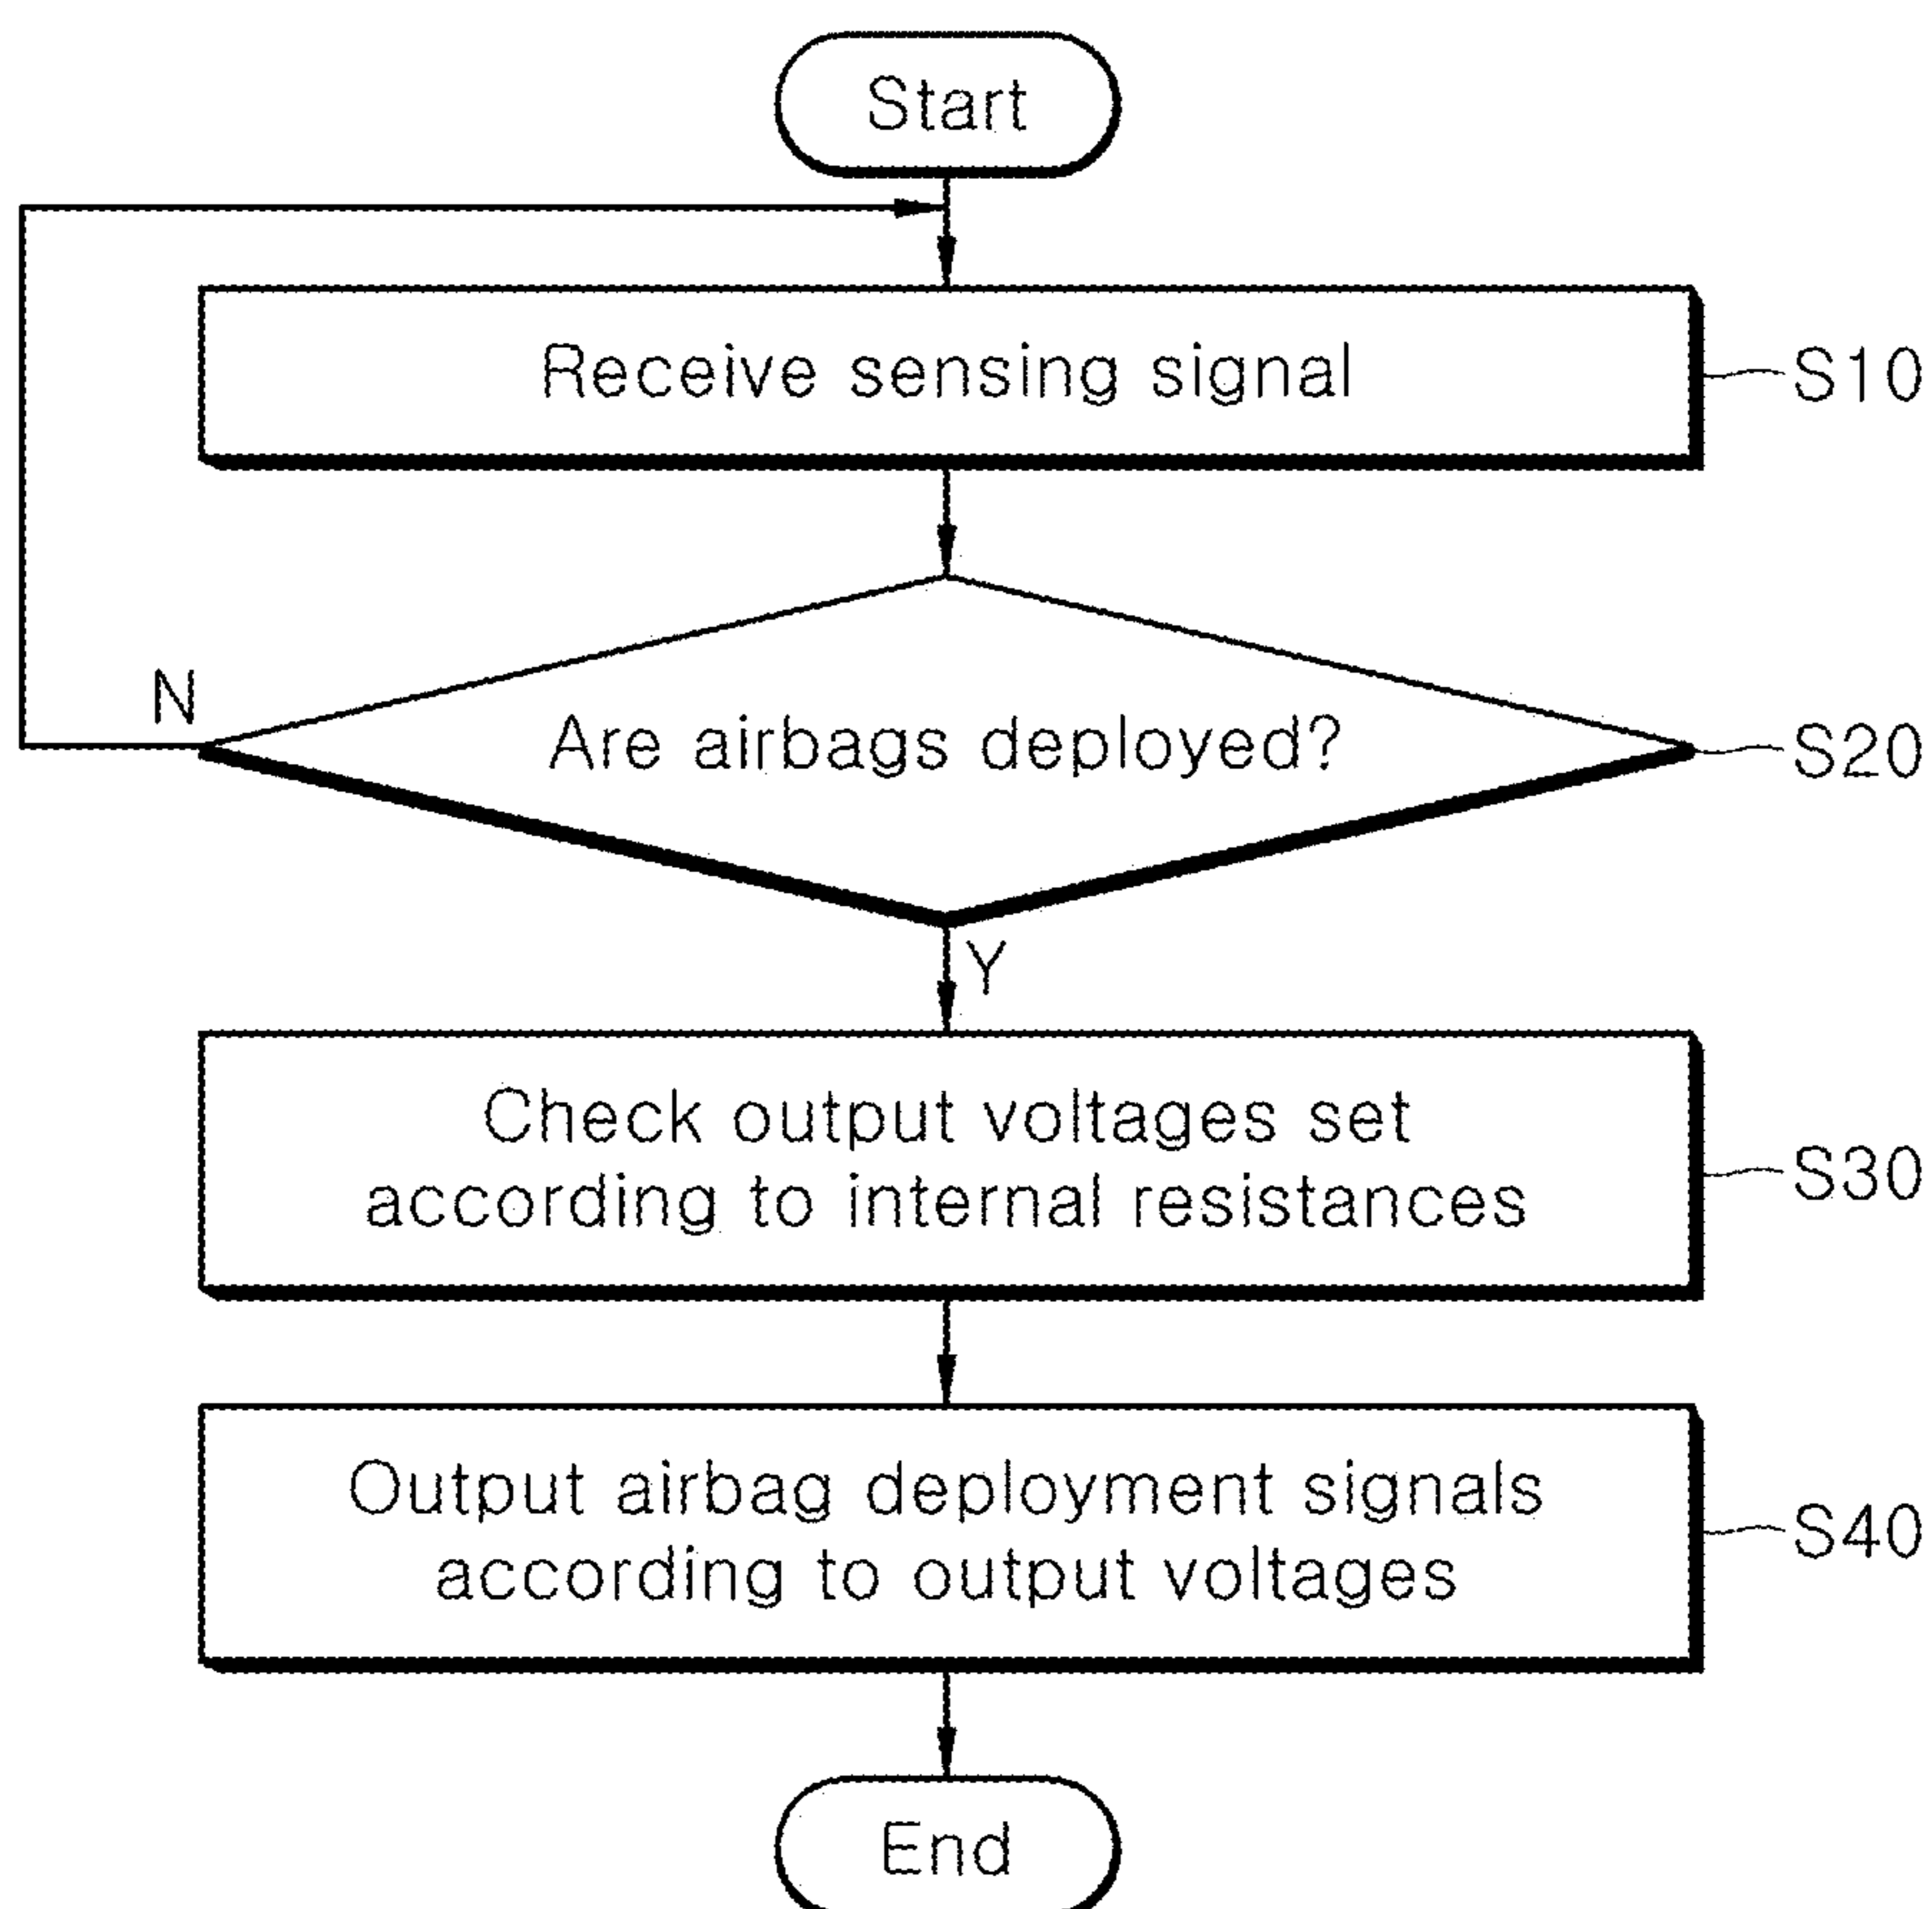 Start
Receive sensing signal
S10
N
Are airbags deployed?
S20
Y
Check output voltages set
according to internal resistances
S30
Output airbag deployment signals
according to output voltages
S40
End